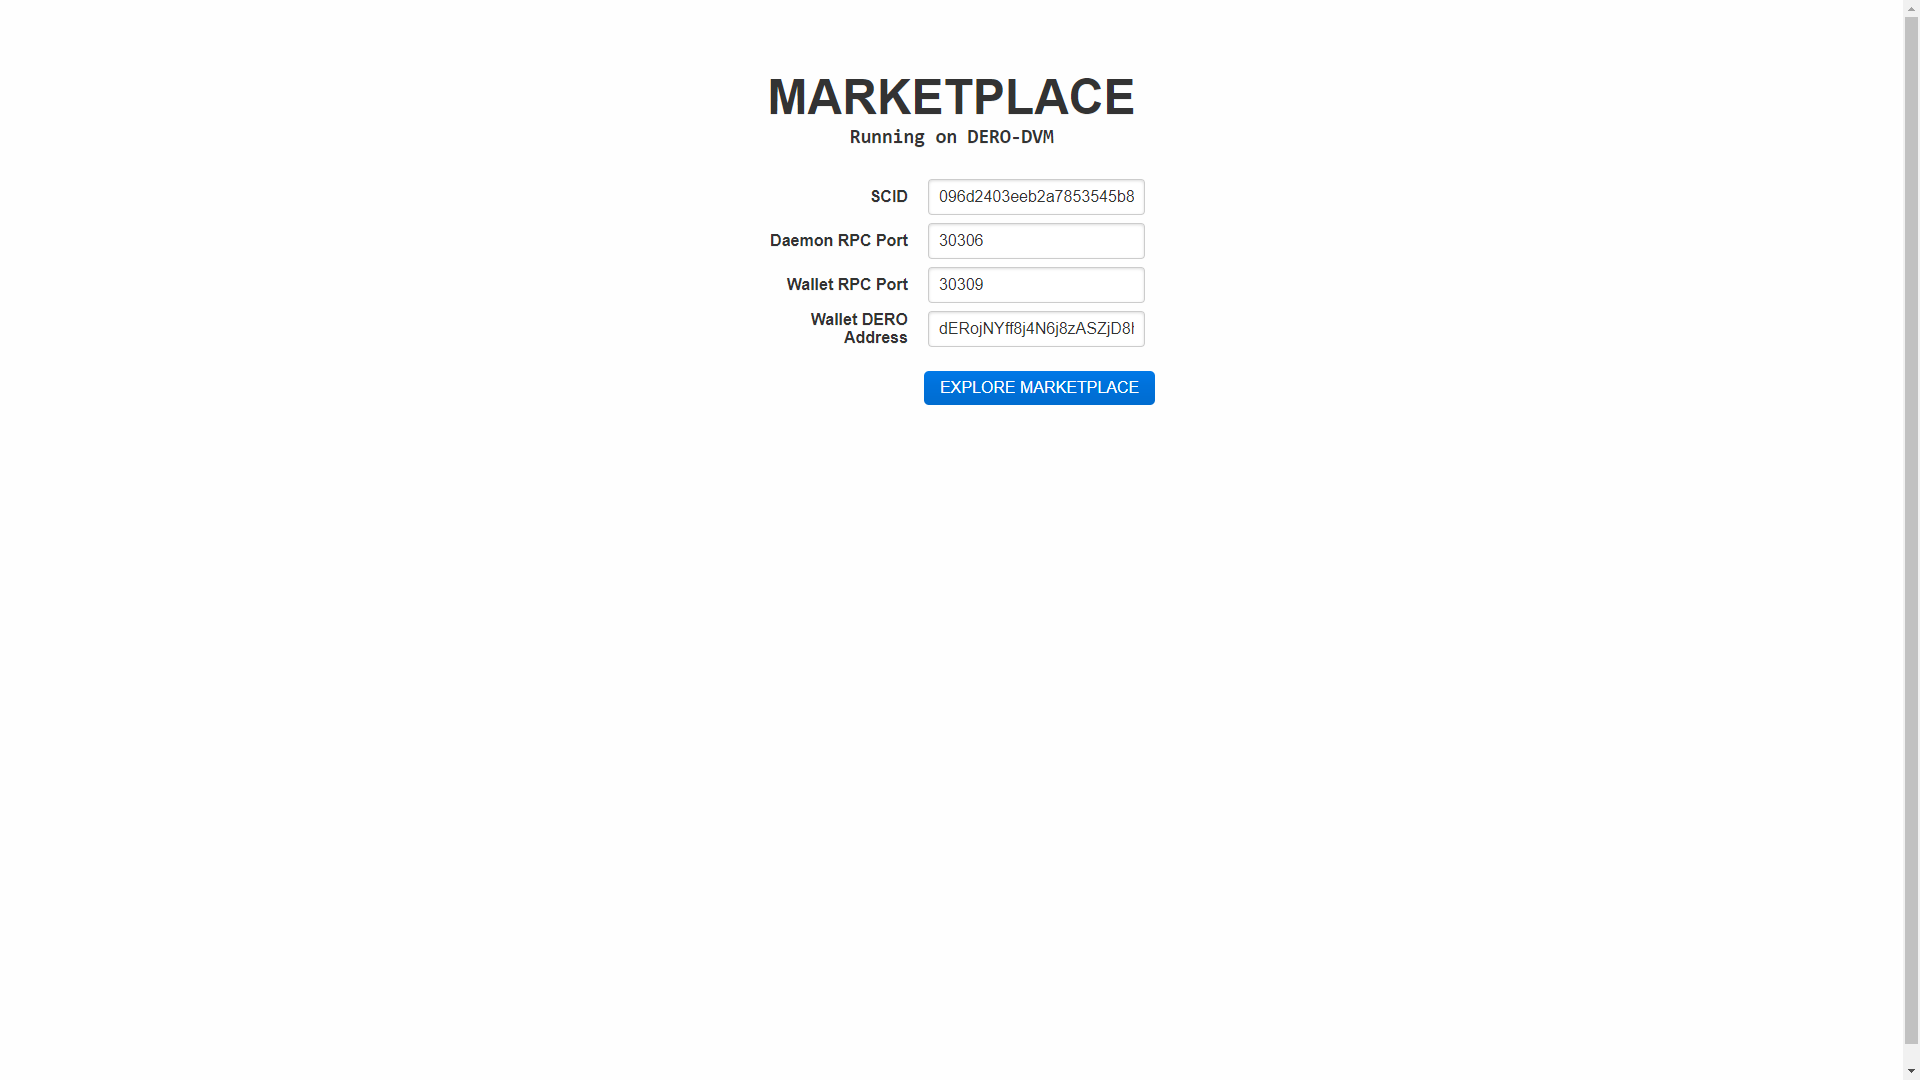 MARKETPLACE
Running on DERO-DVM
SCID
096d2403eeb2a7853545b8
Daemon RPC Port
30306
Wallet RPC Port
30309
Wallet DERO
Address
dERojNYff8j4N6j8zASZjD8
EXPLORE MARKETPLACE